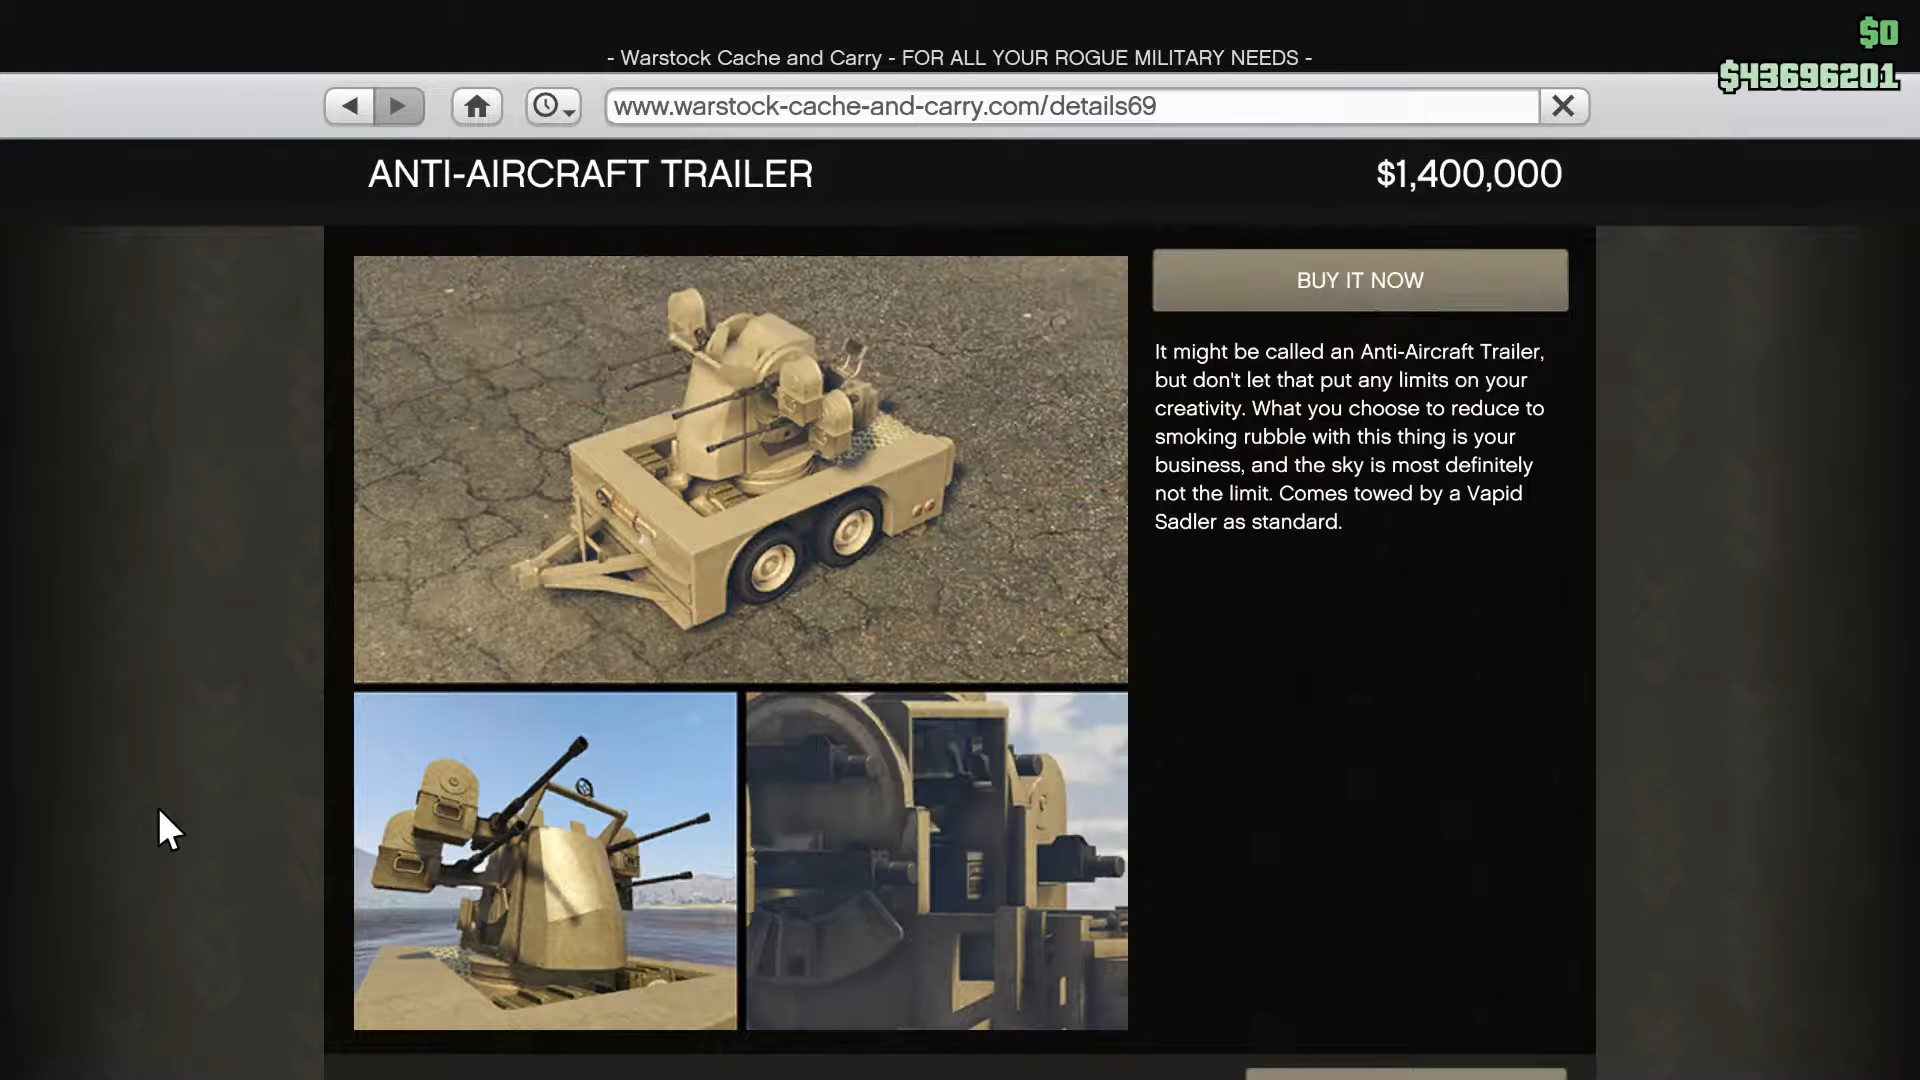 $0
- Warstock Cache and Carry - FOR ALL YOUR ROGUE MILITARY NEEDS -
$43696201
www.warstock-cache-and-carry.com/details69
ANTI-AIRCRAFT TRAILER
$1,400,000
BUY IT NOW
It might be called an Anti-Aircraft Trailer,
but don't let that put any limits on your
creativity. What you choose to reduce to
smoking rubble with this thing is your
business, and the sky is most definitely
not the limit. Comes towed by a Vapid
Sadler as standard.